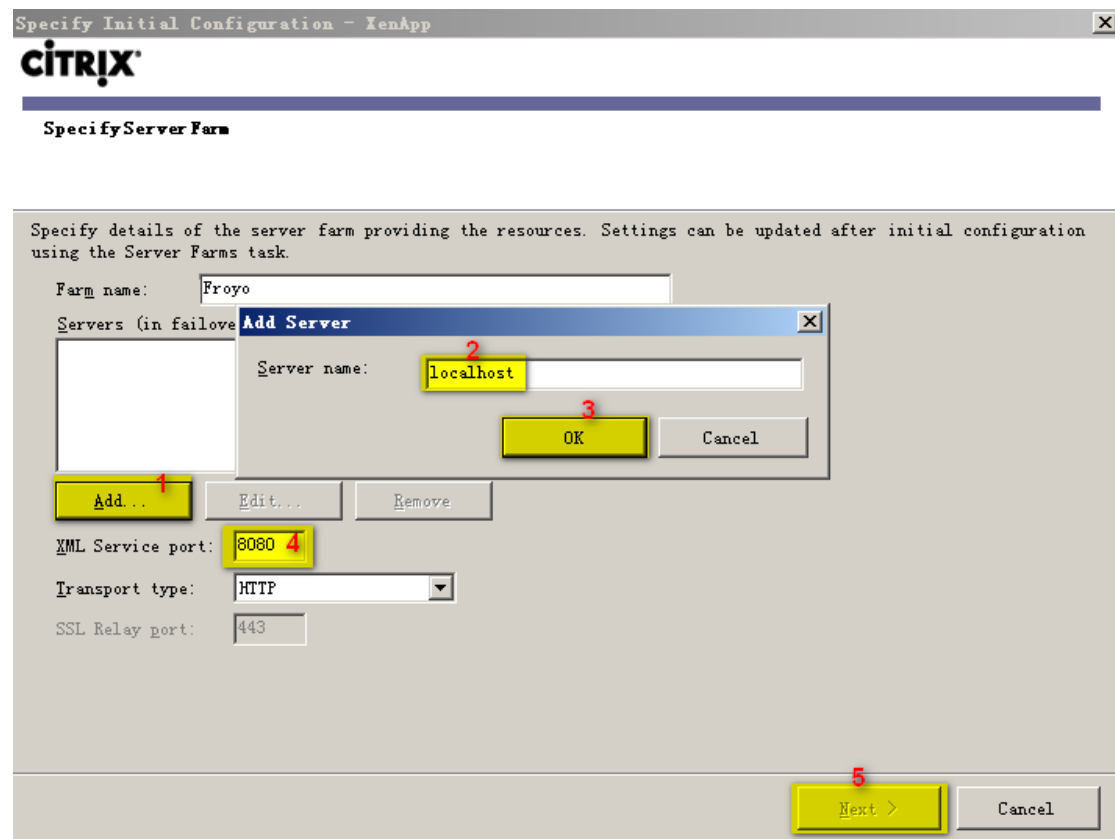 Specify Initial Configuration - XenApp
CITRIX
Specify Server Farm
Specify details of the server farm providing the resources. Settings can be updated after initial configuration
using the Server Farms task.
Farm name: Froyo
Servers (in failove
Add Server
2
Server name: localhost
3
OK Cancel
1
Add... Edit... Remove
XML Service port: 8080 4
Transport type: HTTP
SSL Relay port: 443
5
Next > Cancel